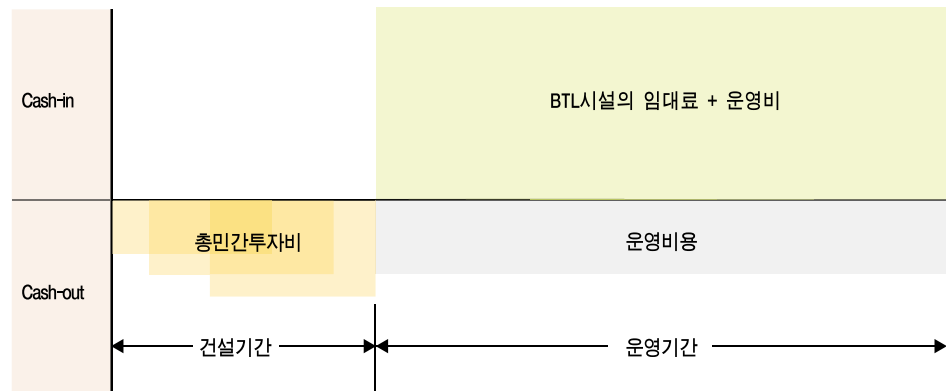 Cash-in
BTL시설의 임대료 + 운영비
총민간투자비
운영비용
Cash-out
건설기간
운영기간